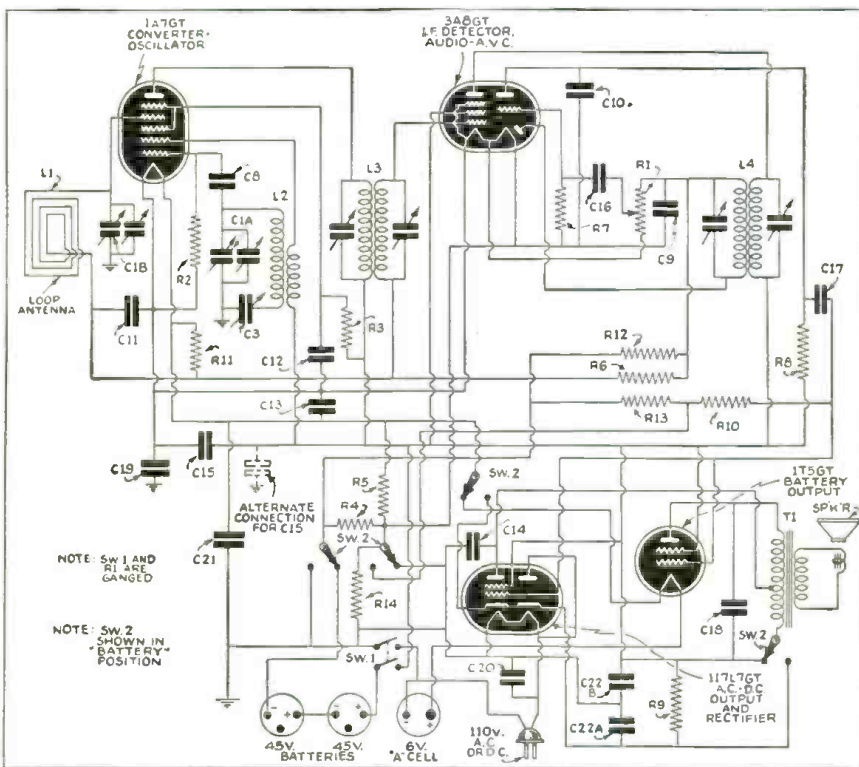 1A7GT
CONVERTER-
OSCILLATOR
3A8GT
I.F. DETECTOR,
AUDIO-A.V.C.
L1
C1B
LOOP
ANTENNA
C11
R2
R11
C8
C1A
L2
C3
C12
C13
R3
L3
C10
C16
R7
R1
C9
L4
C17
R12
R6
R13
R10
R8
C19
C15
ALTERNATE
CONNECTION
FOR C15
C21
R5
R4
SW.2
R14
SW.1
SW.2
C14
1T5GT
BATTERY
OUTPUT
SP'K'R
T1
C18
SW.2
C20
C22
B
C22A
R9
117L7GT
A.C.-D.C.
OUTPUT
AND
RECTIFIER
NOTE: SW.1 AND
R1 ARE
GANGED
NOTE: SW.2
SHOWN IN
"BATTERY"
POSITION
45V. 45V.
BATTERIES
6V.
"A" CELL
110V.
A.C.
OR D.C.